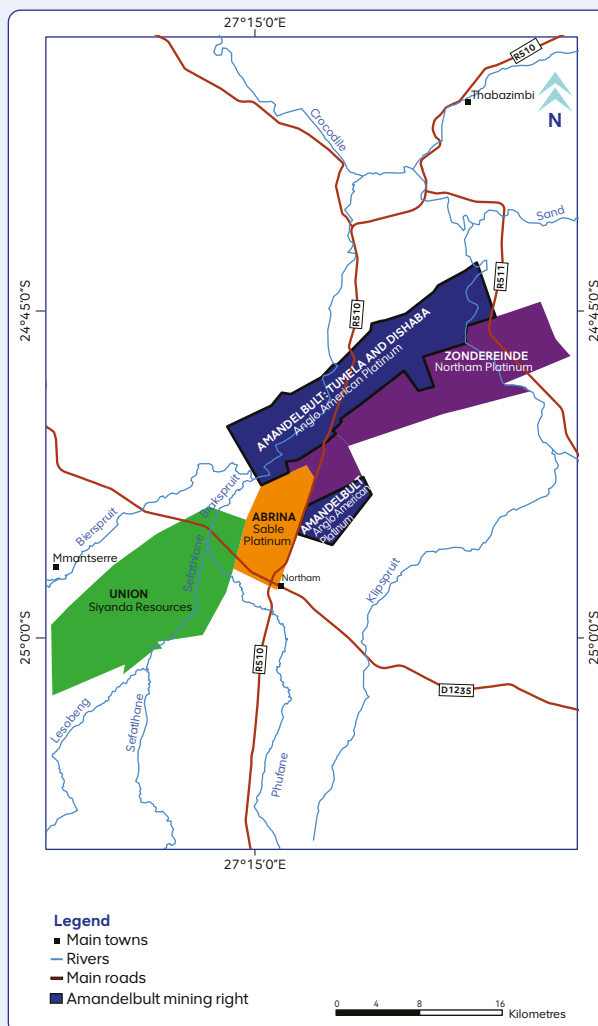 27°15'0"E
R510
Thabazimbi
N
Crocodile
Sand
24°45'0"S
24°45'0"S
R511
R510
AMANDELBULT: TUMELA AND DISHABA
Anglo American Platinum
ZONDEREINDE
Northam Platinum
Brakspruit
AMANDELBULT
Anglo American
Platinum
ABRINA
Sable
Platinum
Bierspruit
Mmantserre
Sefathlane
Klipspruit
Northam
UNION
Siyanda Resources
25°0'0"S
25°0'0"S
R510
D1235
Lesobeng
Sefatlhane
Phufane
27°15'0"E
Legend
Main towns
Rivers
Main roads
Amandelbult mining right
0 4 8 16
Kilometres